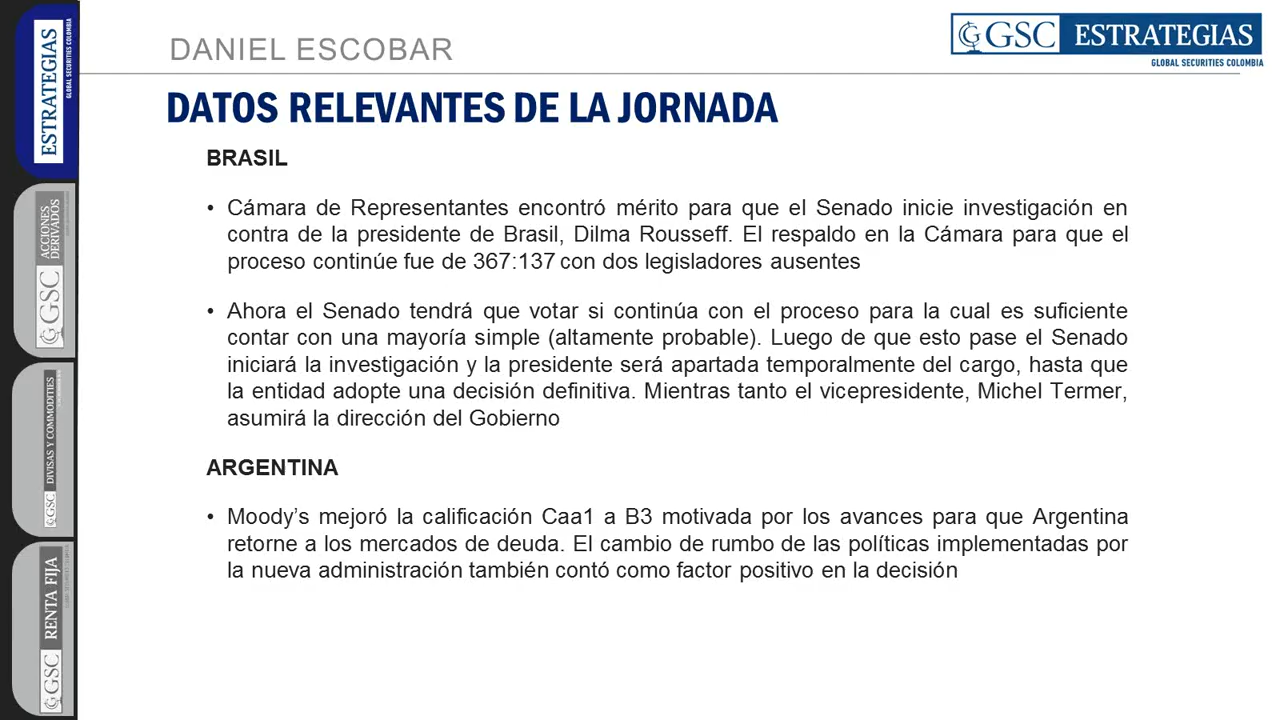 DANIEL ESCOBAR
GSC ESTRATEGIAS
GLOBAL SECURITIES COLOMBIA
DATOS RELEVANTES DE LA JORNADA
BRASIL
• Cámara de Representantes encontró mérito para que el Senado inicie investigación en
contra de la presidente de Brasil, Dilma Rousseff. El respaldo en la Cámara para que el
proceso continúe fue de 367:137 con dos legisladores ausentes
• Ahora el Senado tendrá que votar si continúa con el proceso para la cual es suficiente
contar con una mayoría simple (altamente probable). Luego de que esto pase el Senado
iniciará la investigación y la presidente será apartada temporalmente del cargo, hasta que
la entidad adopte una decisión definitiva. Mientras tanto el vicepresidente, Michel Termer,
asumirá la dirección del Gobierno
ARGENTINA
• Moody’s mejoró la calificación Caa1 a B3 motivada por los avances para que Argentina
retorne a los mercados de deuda. El cambio de rumbo de las políticas implementadas por
la nueva administración también contó como factor positivo en la decisión
ESTRATEGIAS
GLOBAL SECURITIES COLOMBIA
GSC ACCIONES
DERIVADOS
GSC DIVISAS Y COMMODITIES
GSC RENTA FIJA